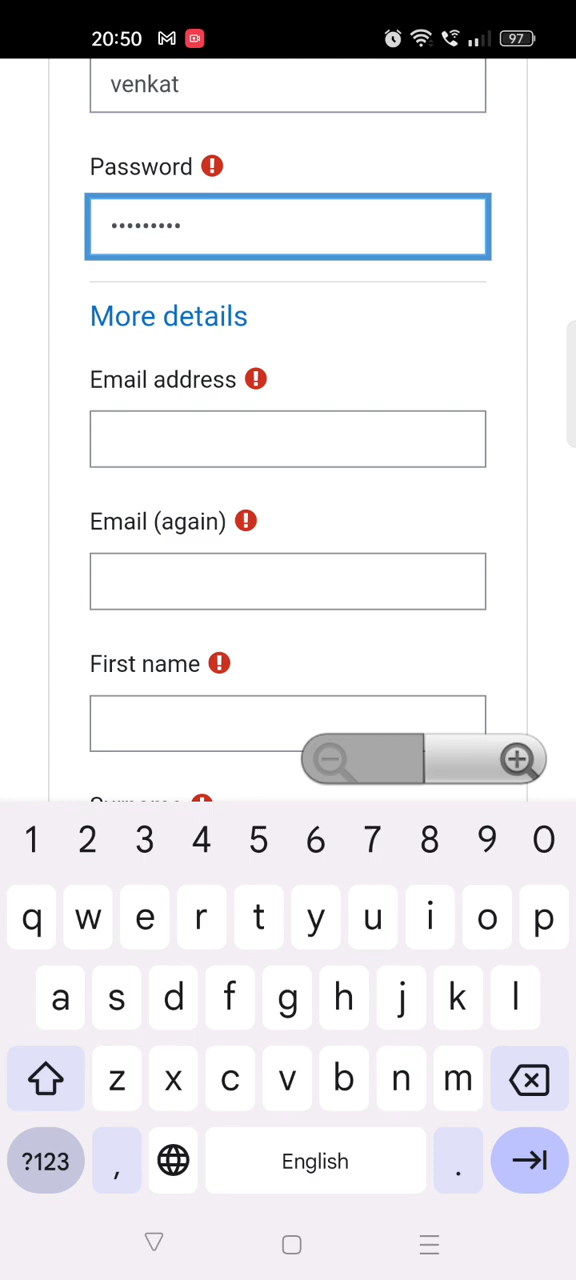 20:50 97
venkat
Password
•••••••••
More details
Email address
Email (again)
First name
Surname
1 2 3 4 5 6 7 8 9 0
q w e r t y u i o p
a s d f g h j k l
z x c v b n m
?123 , English .